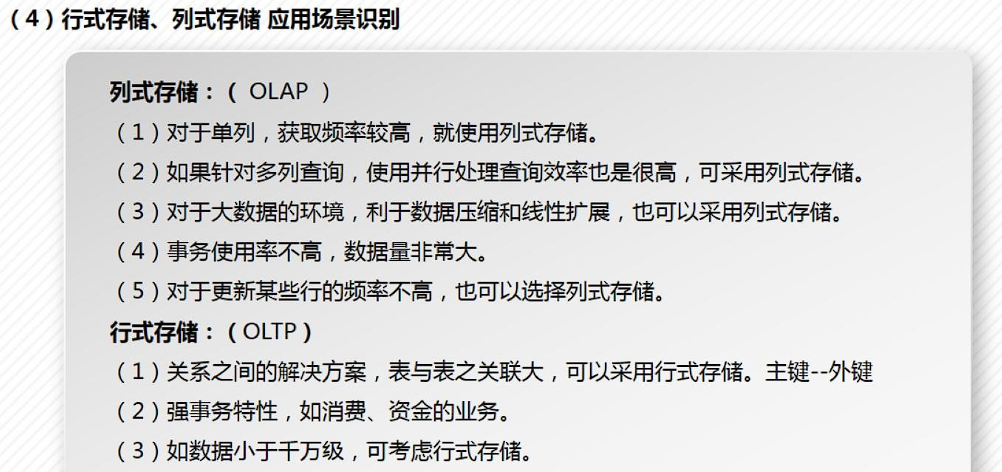 （4）行式存储、列式存储 应用场景识别
列式存储：（ OLAP ）
（1）对于单列，获取频率较高，就使用列式存储。
（2）如果针对多列查询，使用并行处理查询效率也是很高，可采用列式存储。
（3）对于大数据的环境，利于数据压缩和线性扩展，也可以采用列式存储。
（4）事务使用率不高，数据量非常大。
（5）对于更新某些行的频率不高，也可以选择列式存储。
行式存储：（OLTP）
（1）关系之间的解决方案，表与表之关联大，可以采用行式存储。主键--外键
（2）强事务特性，如消费、资金的业务。
（3）如数据小于千万级，可考虑行式存储。